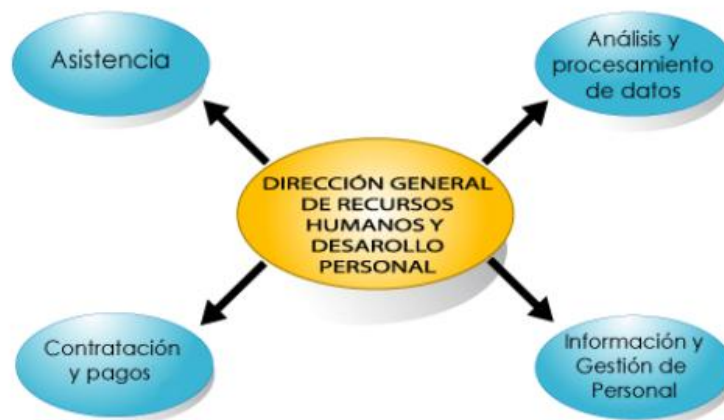 Asistencia
Análisis y
procesamiento
de datos
DIRECCIÓN GENERAL
DE RECURSOS
HUMANOS Y
DESAROLLO
PERSONAL
Contratación
y pagos
Información y
Gestión de
Personal